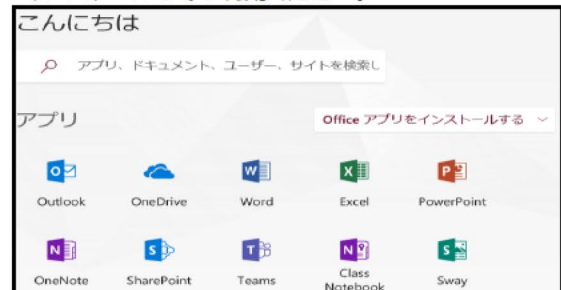 こんにちは
アプリ、ドキュメント、ユーザー、サイトを検索し
アプリ
Office アプリをインストールする
Outlook OneDrive Word Excel PowerPoint
OneNote SharePoint Teams Class Notebook Sway